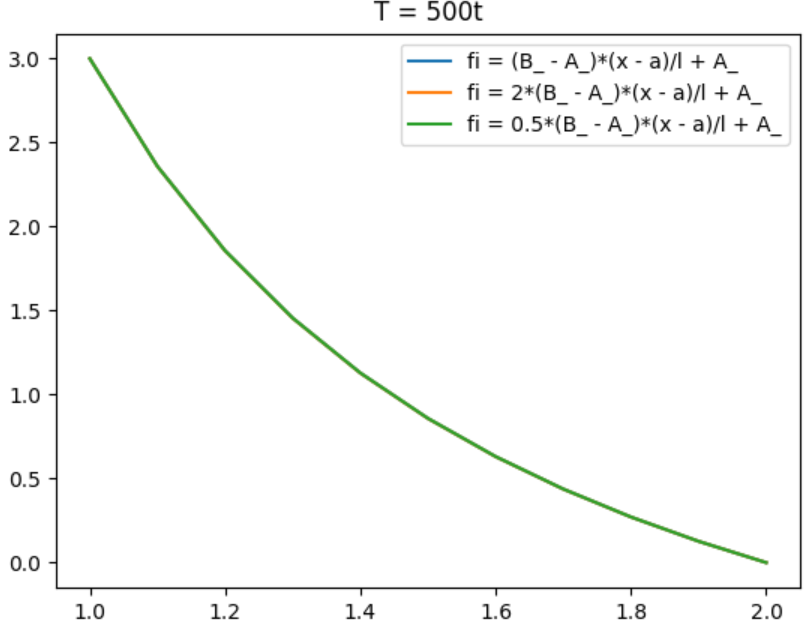 T = 500t
fi = (B_ - A_)*(x - a)/l + A_
fi = 2*(B_ - A_)*(x - a)/l + A_
fi = 0.5*(B_ - A_)*(x - a)/l + A_
3.0
2.5
2.0
1.5
1.0
0.5
0.0
1.0 1.2 1.4 1.6 1.8 2.0